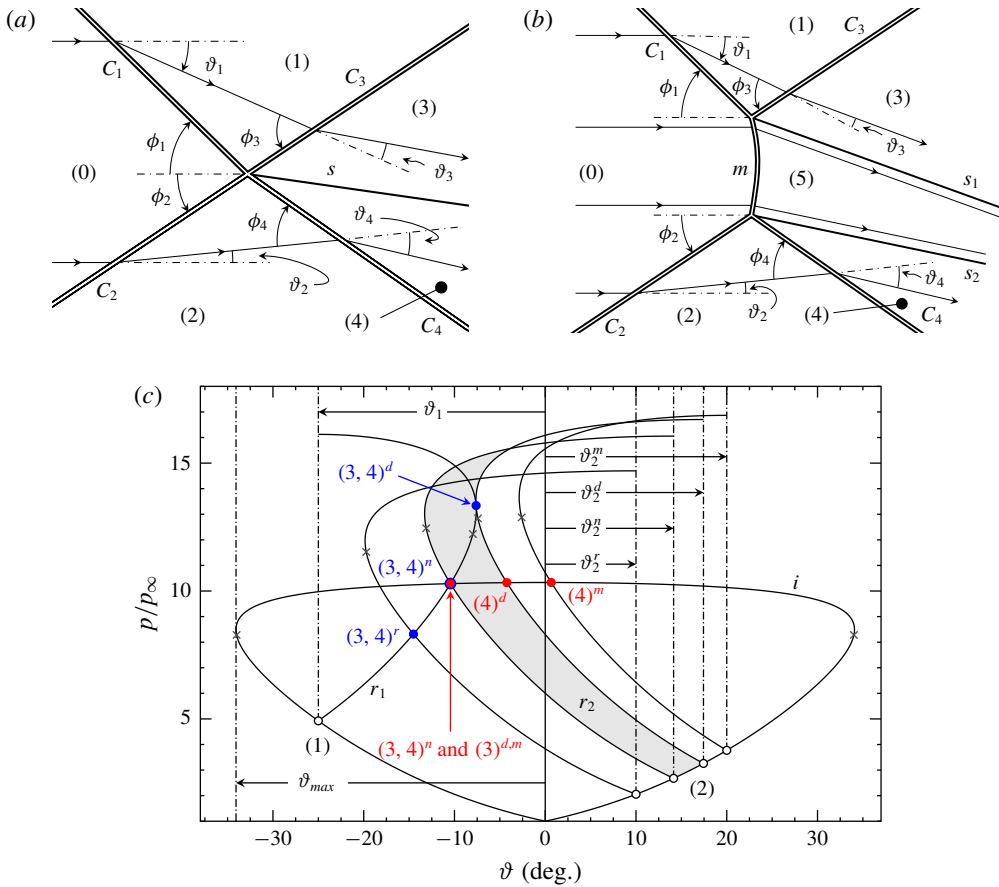 (a)
(1)
C₃
C₁
ϑ₁
(3)
ϕ₁
ϕ₃
ϑ₃
(0)
s
ϕ₂
ϕ₄
ϑ₄
C₂
ϑ₂
(2)
(4)
C₄
(b)
(1)
C₃
C₁
ϑ₁
ϕ₁
ϕ₃
(3)
ϑ₃
(0)
m
(5)
s₁
ϕ₂
ϕ₄
s₂
ϑ₄
ϑ₂
C₂
(2)
(4)
C₄
(c)
ϑ₁
ϑ₂ᵐ
(3, 4)ᵈ
ϑ₂ᵈ
ϑ₂ⁿ
(3, 4)ⁿ
ϑ₂ʳ
(4)ᵈ
(4)ᵐ
i
(3, 4)ʳ
r₁
r₂
(1)
(3, 4)ⁿ and (3)ᵈ,ᵐ
(2)
ϑₘₐₓ
15
10
5
p/p∞
−30
−20
−10
0
10
20
30
ϑ (deg.)